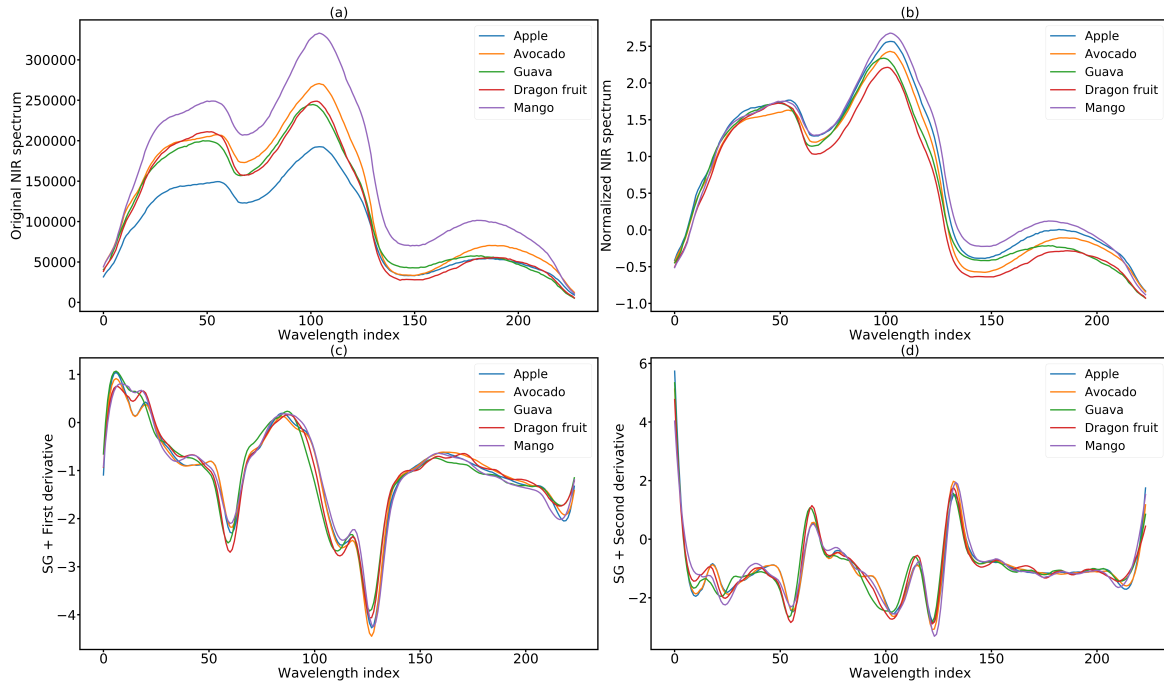 (a)
Original NIR spectrum
300000
250000
200000
150000
100000
50000
0
Apple
Avocado
Guava
Dragon fruit
Mango
0 50 100 150 200
Wavelength index
(b)
Normalized NIR spectrum
2.5
2.0
1.5
1.0
0.5
0.0
−0.5
−1.0
Apple
Avocado
Guava
Dragon fruit
Mango
0 50 100 150 200
Wavelength index
(c)
SG + First derivative
1
0
−1
−2
−3
−4
Apple
Avocado
Guava
Dragon fruit
Mango
0 50 100 150 200
Wavelength index
(d)
SG + Second derivative
6
4
2
0
−2
Apple
Avocado
Guava
Dragon fruit
Mango
0 50 100 150 200
Wavelength index